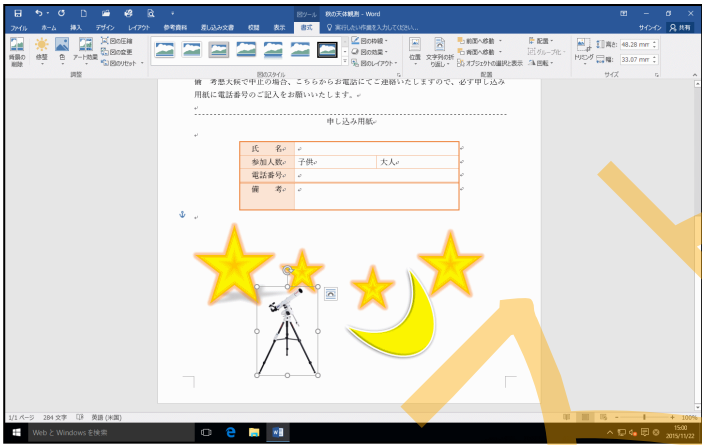 図ツール
秋の天体観測 - Word
ファイル ホーム 挿入 デザイン レイアウト 参考資料 差し込み文書 校閲 表示 書式 実行したい作業を入力してください... サインイン 共有
背景の削除 修整 色 アート効果
図の圧縮
図の変更
図のリセット
図の枠線
図の効果
図のレイアウト
位置 文字列の折り返し
前面へ移動
背面へ移動
オブジェクトの選択と表示
配置
グループ化
回転
トリミング
高さ: 48.28 mm
幅: 33.07 mm
調整 図のスタイル 配置 サイズ
こちらからお電話にてご連絡いたしますので、必ず申し込み
用紙に電話番号のご記入をお願いいたします。
申し込み用紙
氏 名
参加人数 子供 大人
電話番号
備 考
1/1 ページ 284 文字 英語 (米国) 100%
Web と Windows を検索
15:00
2015/11/22